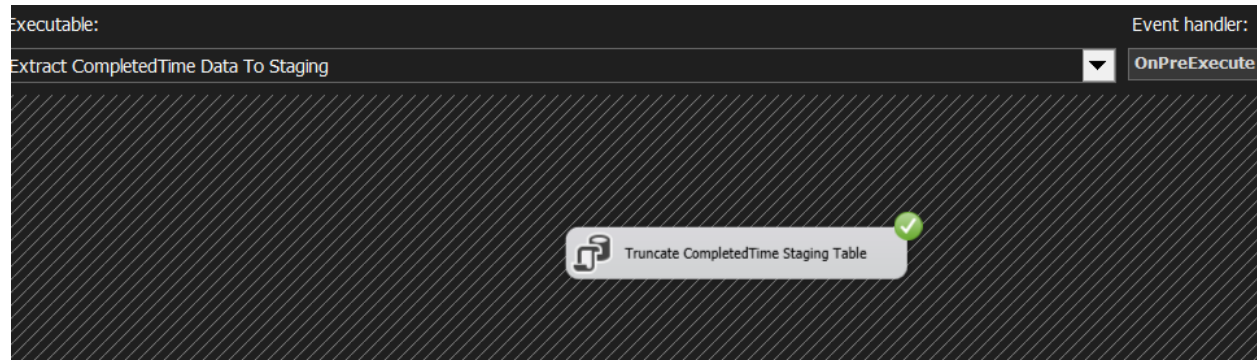 Executable:
Event handler:
Extract CompletedTime Data To Staging
OnPreExecute
Truncate CompletedTime Staging Table